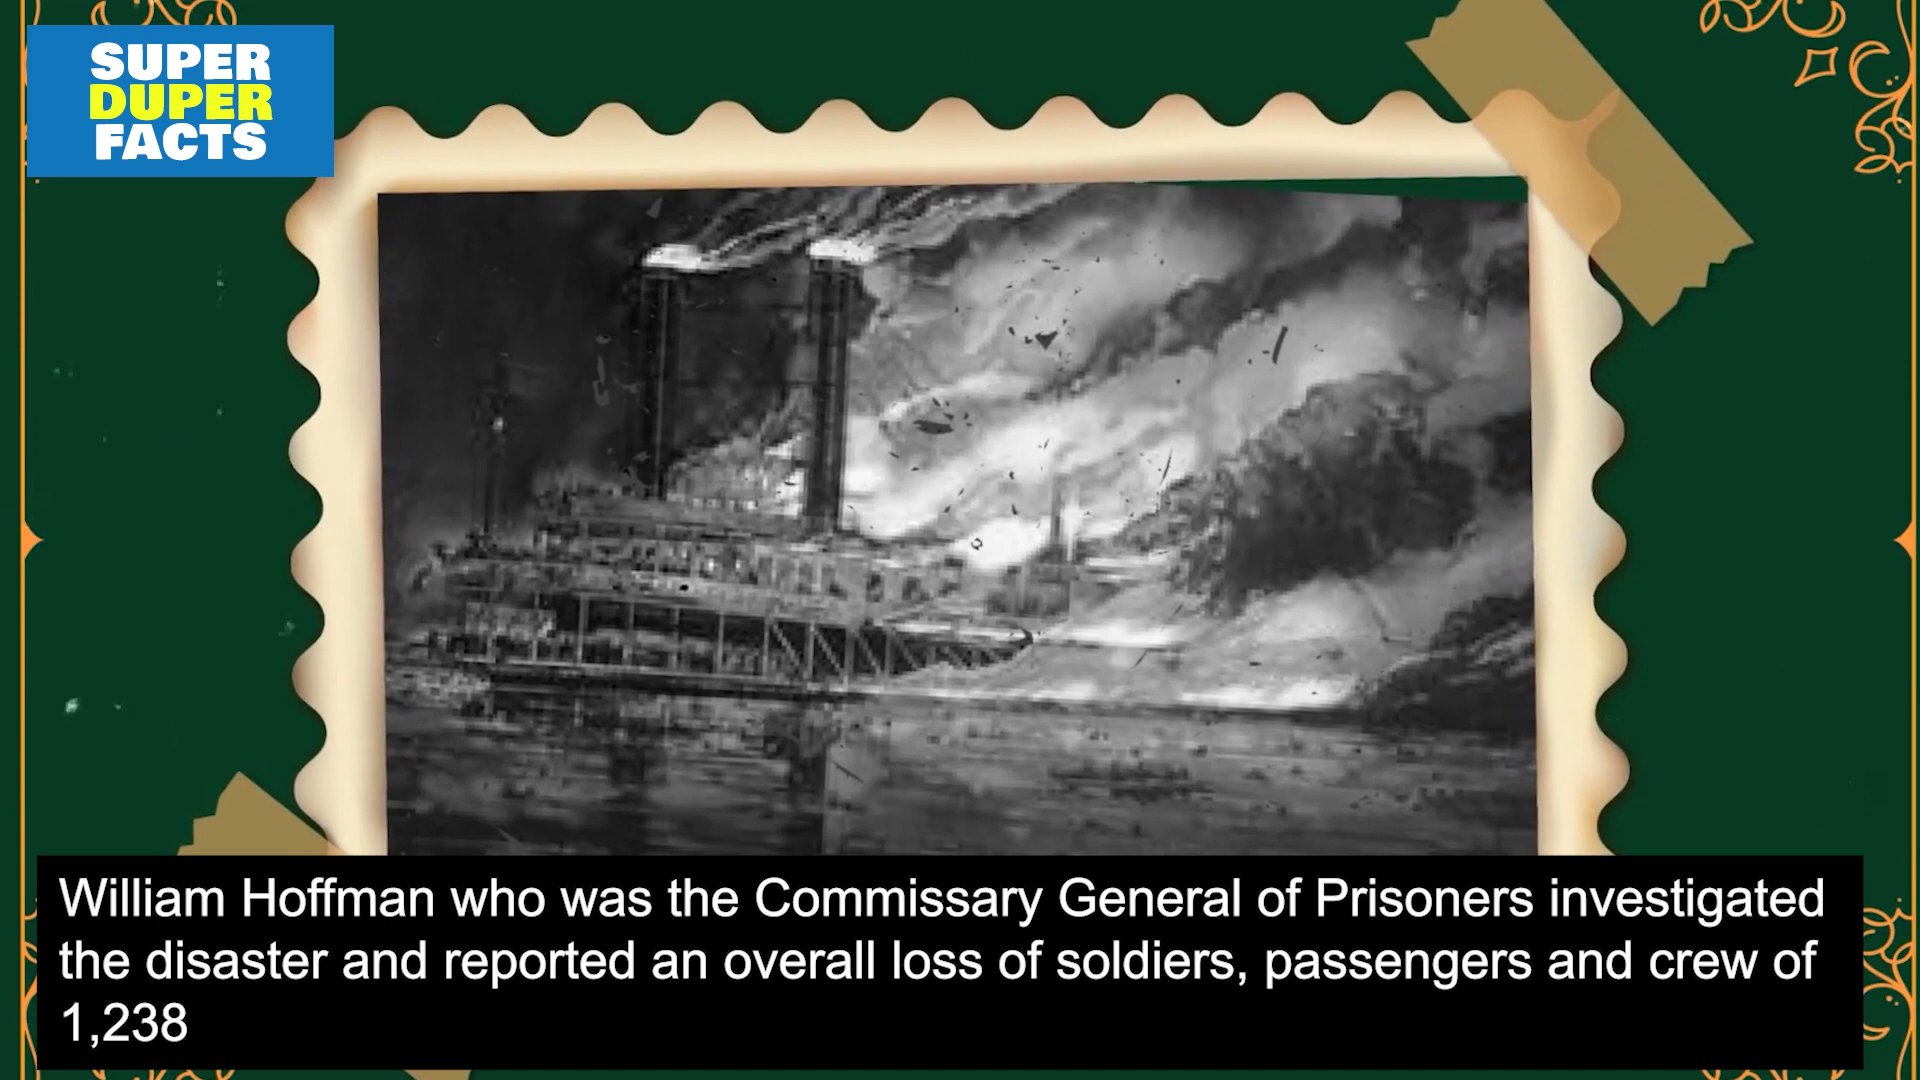 SUPER
DUPER
FACTS
William Hoffman who was the Commissary General of Prisoners investigated
the disaster and reported an overall loss of soldiers, passengers and crew of
1,238